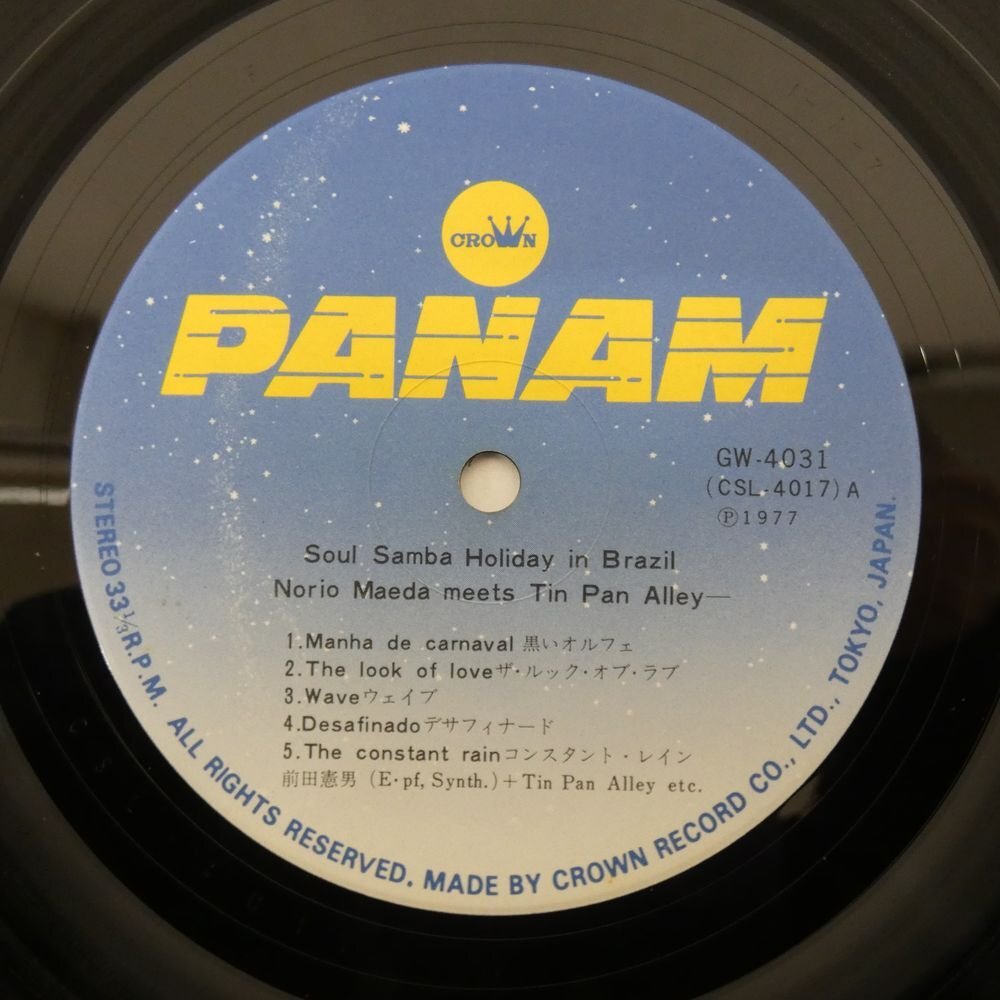 CROWN
PANAM
GW-4031
(CSL-4017) A
Ⓟ1977
Soul Samba Holiday in Brazil
Norio Maeda meets Tin Pan Alley—
1.Manha de carnaval 黒いオルフェ
2.The look of love ザ・ルック・オブ・ラブ
3.Wave ウェイブ
4.Desafinado デサフィナード
5.The constant rain コンスタント・レイン
前田憲男 (E・pf, Synth.)+Tin Pan Alley etc.
STEREO 33⅓ R.P.M. ALL RIGHTS RESERVED. MADE BY CROWN RECORD CO., LTD., TOKYO, JAPAN.